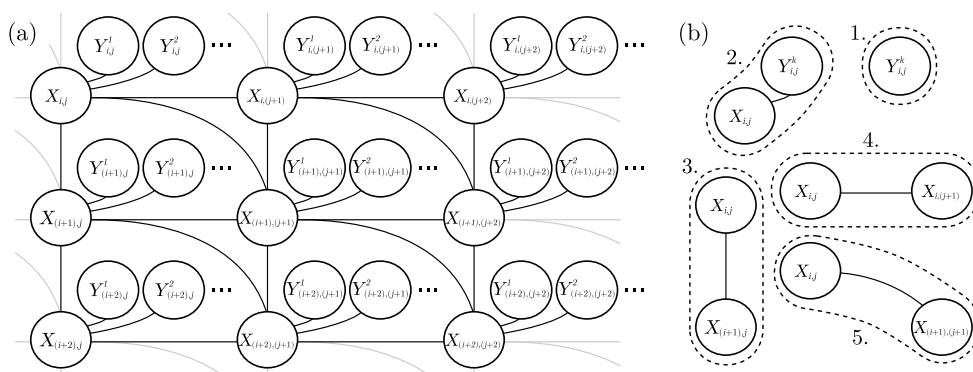 (a)
Y^1_{i,j} Y^2_{i,j} ... Y^1_{i,(j+1)} Y^2_{i,(j+1)} ... Y^1_{i,(j+2)} Y^2_{i,(j+2)} ...
X_{i,j} X_{i,(j+1)} X_{i,(j+2)}
Y^1_{(i+1),j} Y^2_{(i+1),j} ... Y^1_{(i+1),(j+1)} Y^2_{(i+1),(j+1)} ... Y^1_{(i+1),(j+2)} Y^2_{(i+1),(j+2)} ...
X_{(i+1),j} X_{(i+1),(j+1)} X_{(i+1),(j+2)}
Y^1_{(i+2),j} Y^2_{(i+2),j} ... Y^1_{(i+2),(j+1)} Y^2_{(i+2),(j+1)} ... Y^1_{(i+2),(j+2)} Y^2_{(i+2),(j+2)} ...
X_{(i+2),j} X_{(i+2),(j+1)} X_{(i+2),(j+2)}
(b)
1.
Y^k_{i,j}
2.
Y^k_{i,j}
X_{i,j}
3.
X_{i,j}
X_{(i+1),j}
4.
X_{i,j} X_{i,(j+1)}
X_{i,j}
X_{(i+1),(j+1)}
5.